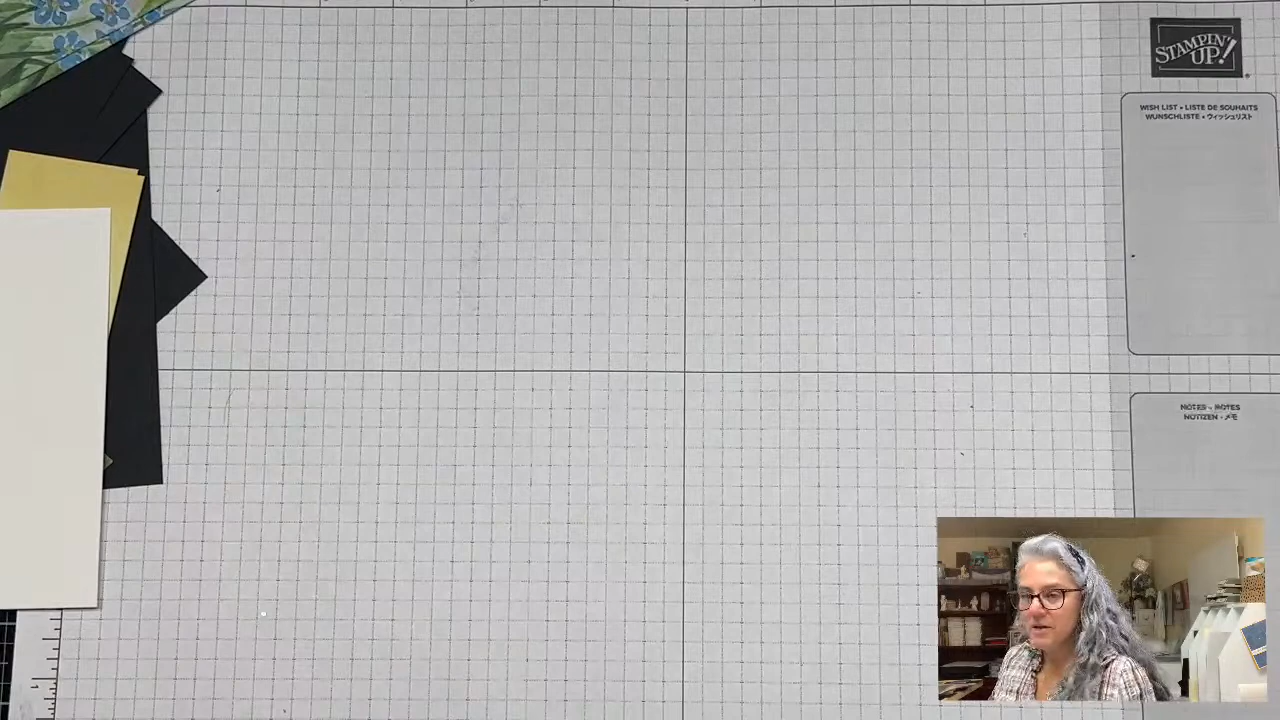 STAMPIN'
UP!
WISH LIST • LISTE DE SOUHAITS
WUNSCHLISTE • ウィッシュリスト
NOTES • NOTES
NOTIZEN • メモ